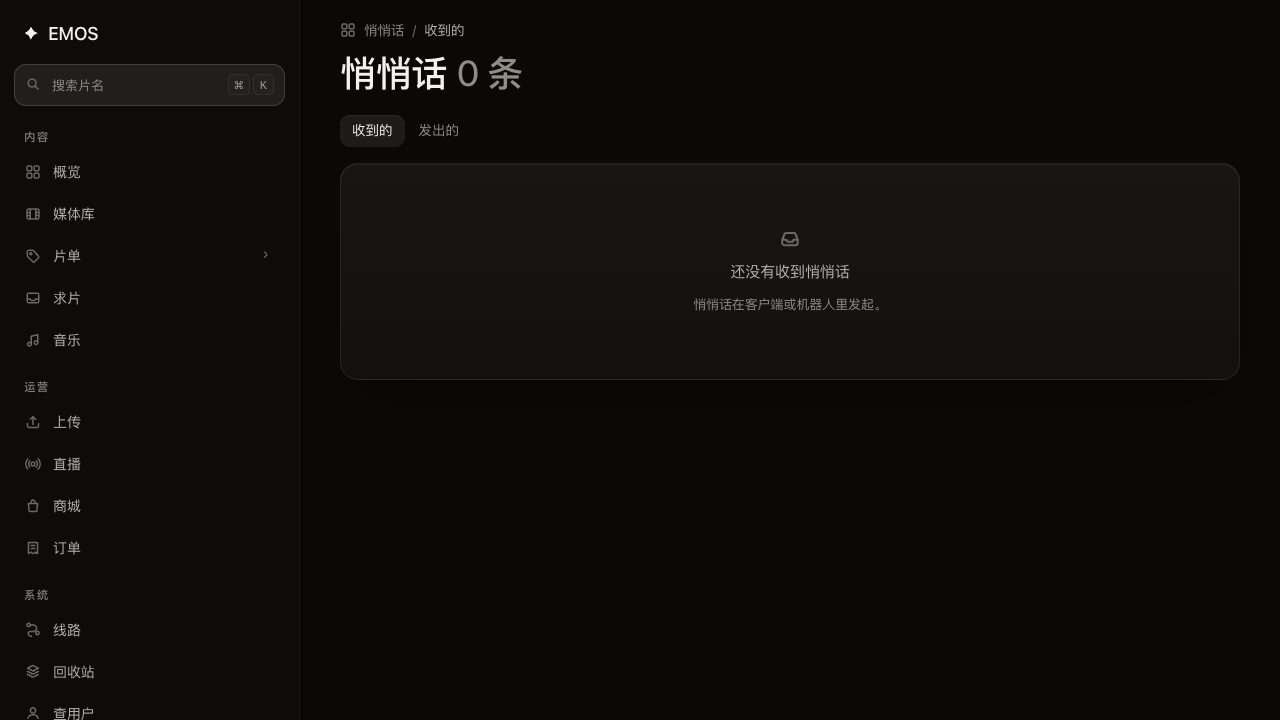 EMOS
搜索片名 ⌘ K
内容
概览
媒体库
片单
求片
音乐
运营
上传
直播
商城
订单
系统
线路
回收站
查用户
悄悄话 / 收到的
悄悄话 0 条
收到的 发出的
还没有收到悄悄话
悄悄话在客户端或机器人里发起。